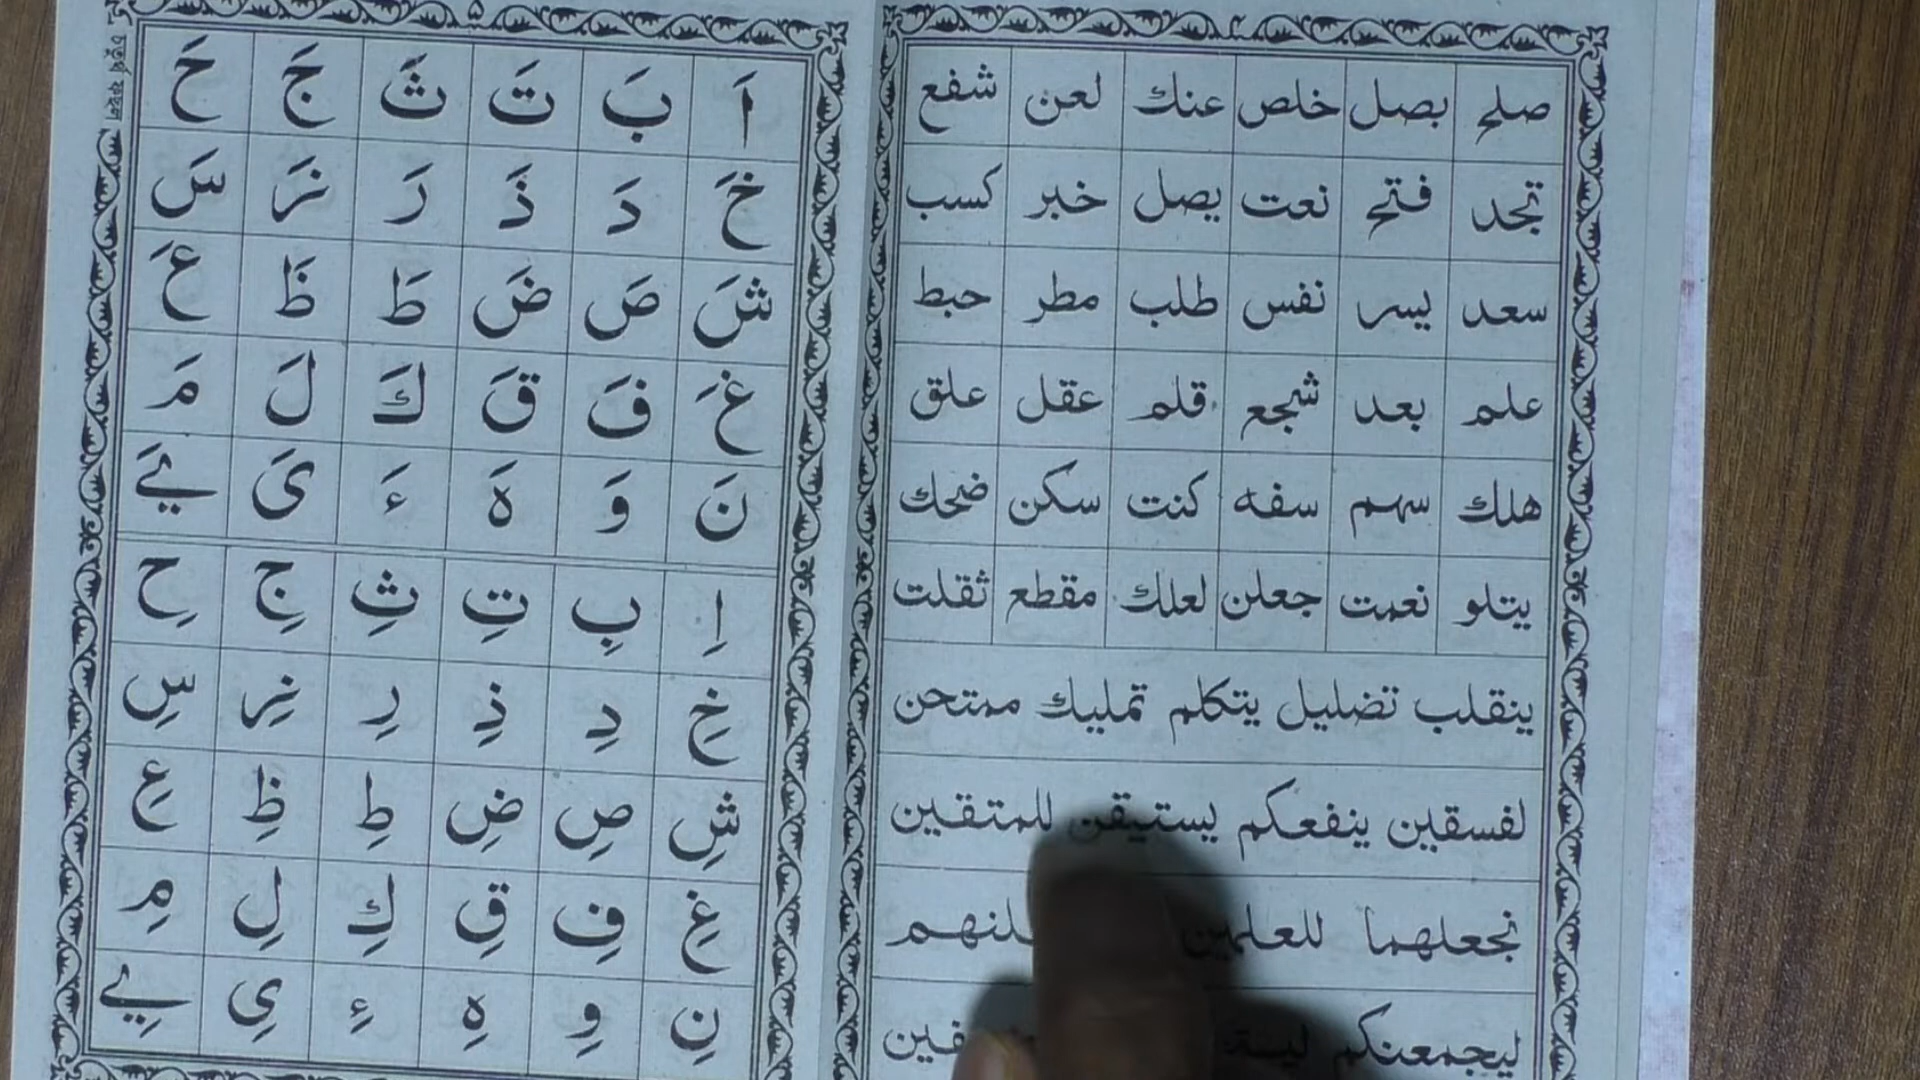 صلح بصل خلص عنك لعن شفع
تجد فتح نعت يصل خبر كسب
سعد يسر نفس طلب مطر حبط
علم بعد شجع قلم عقل علق
هلك سهم سفه كنت سكن ضحك
يتلو نعمت جعلن لعلك مقطع ثقلت
ينقلب تضليل يتكلم تمليك ممتحن
لفسقين ينفعكم يستيقن للمتقين
نجعلهما للعلمين
ليجمعنكم
۵
اَ بَ تَ ثَ جَ حَ
خَ دَ ذَ رَ زَ سَ
شَ صَ ضَ طَ ظَ عَ
غَ فَ قَ كَ لَ مَ
نَ وَ هَ ءَ یَ ےَ
اِ بِ تِ ثِ جِ حِ
خِ دِ ذِ رِ زِ سِ
شِ صِ ضِ طِ ظِ عِ
غِ فِ قِ كِ لِ مِ
نِ وِ هِ ءِ یِ ےِ